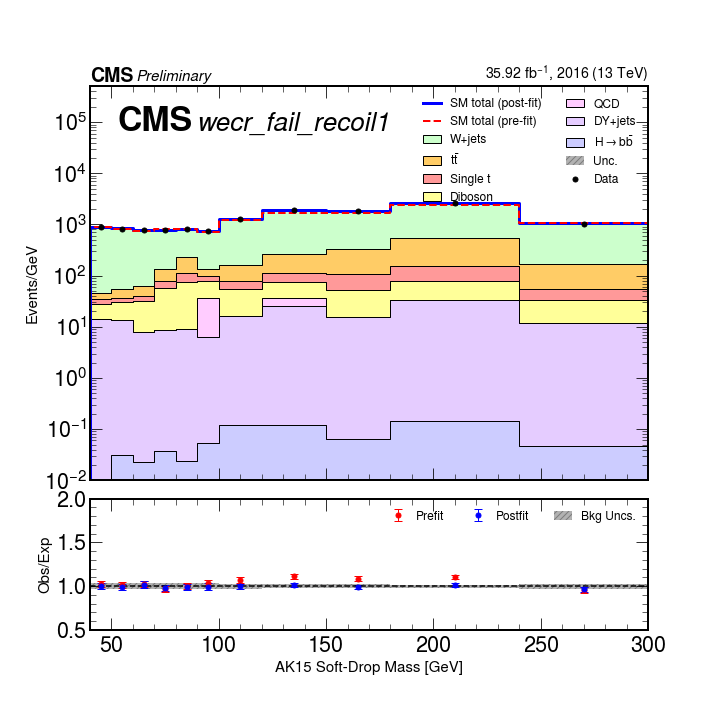 CMS Preliminary
35.92 fb⁻¹, 2016 (13 TeV)
CMS wecr_fail_recoil1
SM total (post-fit)
SM total (pre-fit)
W+jets
tt̄
Single t
Diboson
QCD
DY+jets
H→bb̄
Unc.
Data
Events/GeV
10⁵
10⁴
10³
10²
10¹
10⁰
10⁻¹
10⁻²
Prefit
Postfit
Bkg Uncs.
Obs/Exp
2.0
1.5
1.0
0.5
50 100 150 200 250 300
AK15 Soft-Drop Mass [GeV]